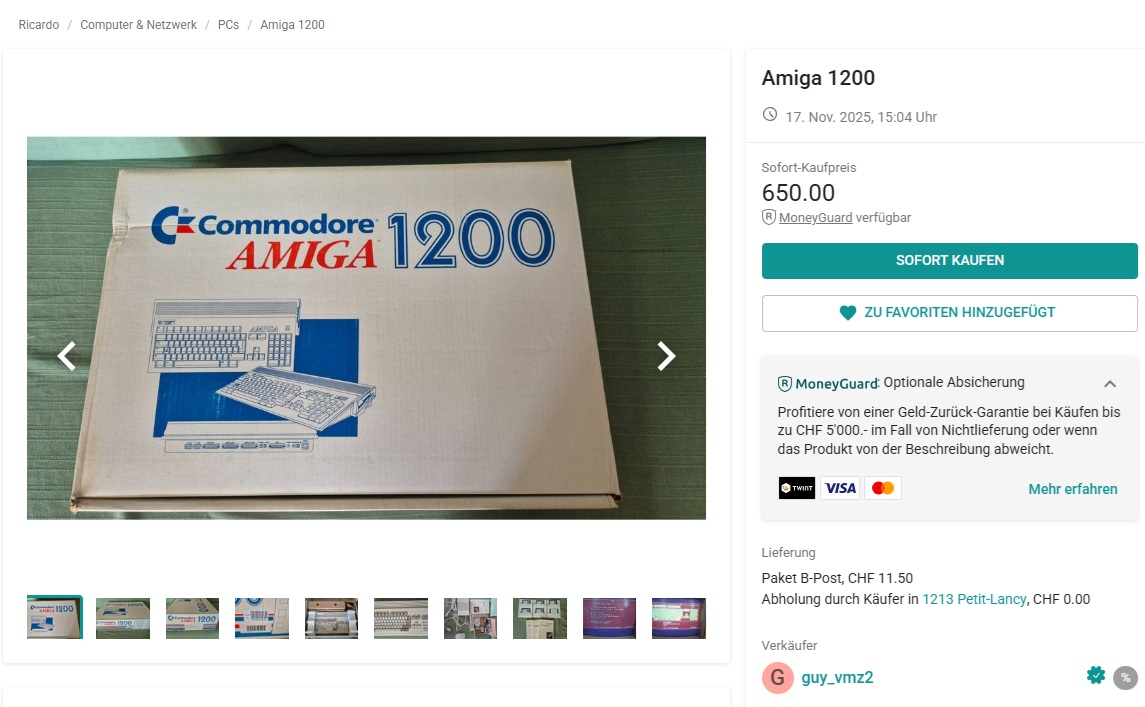 Ricardo / Computer & Netzwerk / PCs / Amiga 1200
Commodore
AMIGA 1200
Amiga 1200
17. Nov. 2025, 15:04 Uhr
Sofort-Kaufpreis
650.00
MoneyGuard verfügbar
SOFORT KAUFEN
ZU FAVORITEN HINZUGEFÜGT
MoneyGuard: Optionale Absicherung
Profitiere von einer Geld-Zurück-Garantie bei Käufen bis
zu CHF 5'000.- im Fall von Nichtlieferung oder wenn
das Produkt von der Beschreibung abweicht.
TWINT VISA
Mehr erfahren
Lieferung
Paket B-Post, CHF 11.50
Abholung durch Käufer in 1213 Petit-Lancy, CHF 0.00
Verkäufer
G guy_vmz2
%